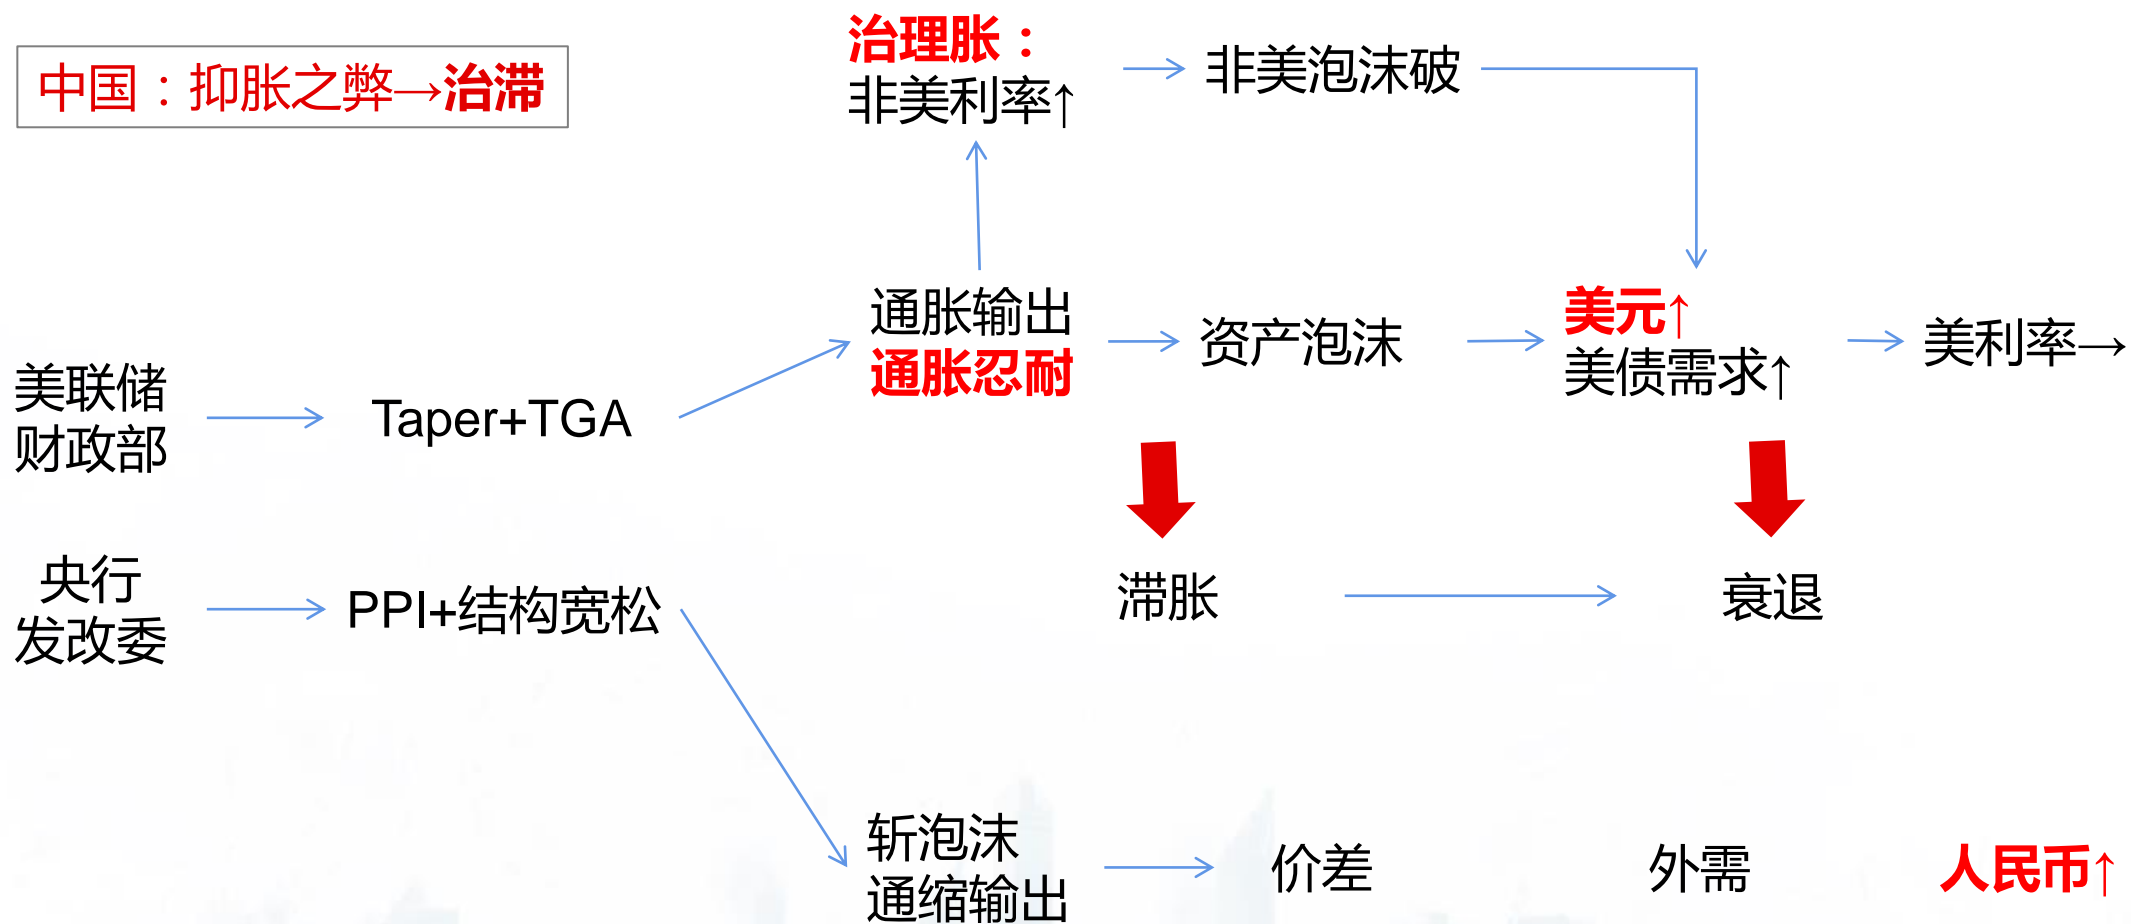 治理胀：
非美利率↑
非美泡沫破
中国：抑胀之弊→治滞
通胀输出
通胀忍耐
资产泡沫
美元↑
美债需求↑
美利率→
美联储
财政部
Taper+TGA
央行
发改委
PPI+结构宽松
滞胀
衰退
斩泡沫
通缩输出
价差
外需
人民币↑